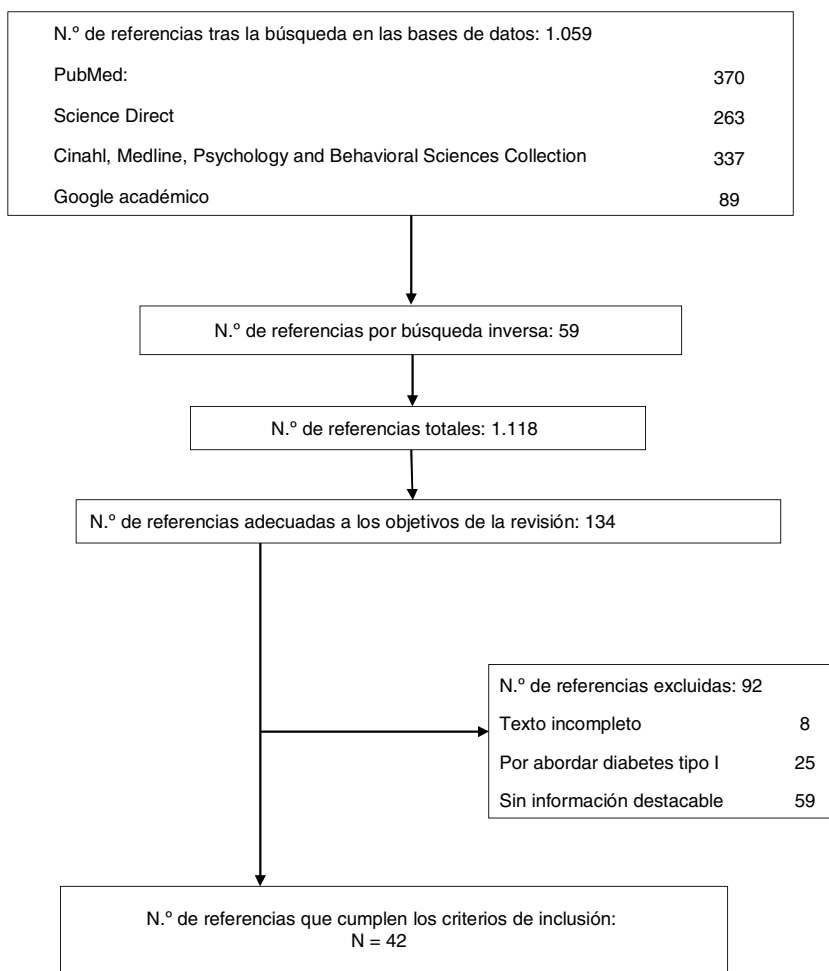 N.º de referencias tras la búsqueda en las bases de datos: 1.059
PubMed: 370
Science Direct 263
Cinahl, Medline, Psychology and Behavioral Sciences Collection 337
Google académico 89
N.º de referencias por búsqueda inversa: 59
N.º de referencias totales: 1.118
N.º de referencias adecuadas a los objetivos de la revisión: 134
N.º de referencias excluidas: 92
Texto incompleto 8
Por abordar diabetes tipo I 25
Sin información destacable 59
N.º de referencias que cumplen los criterios de inclusión:
N = 42